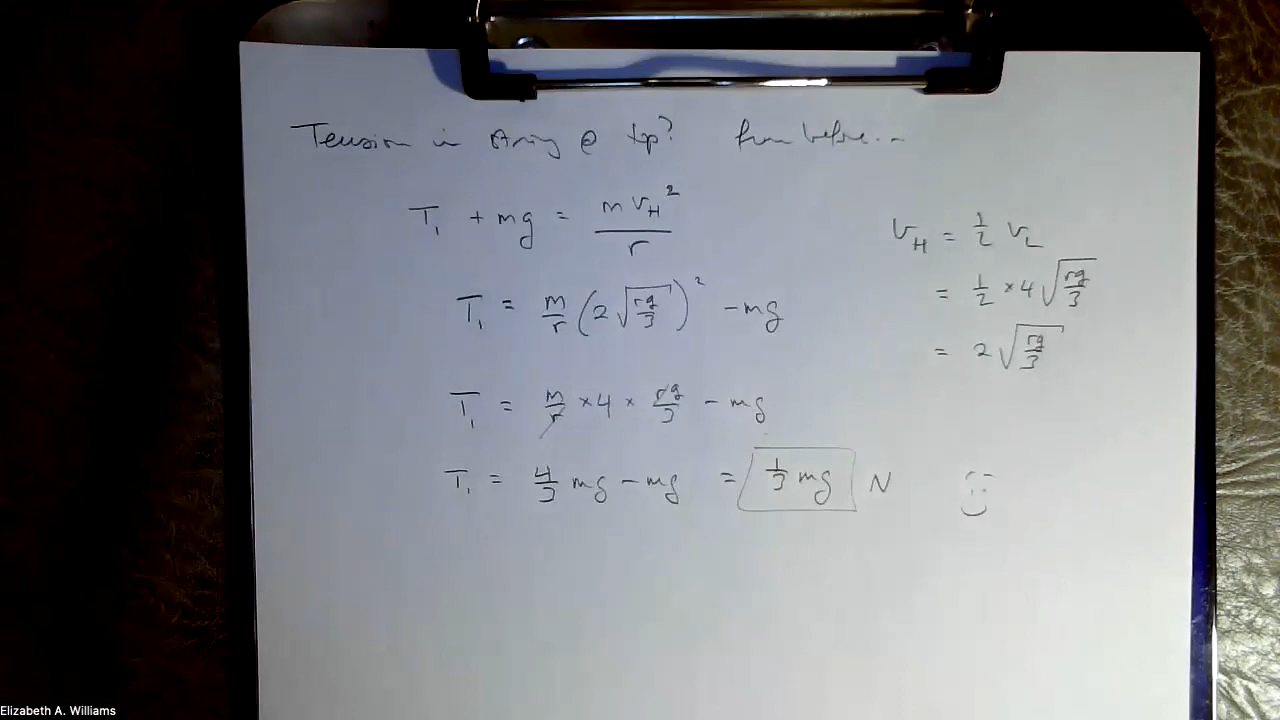 Tension in string @ top? from before...
T₁ + mg = m v_H² / r
v_H = 1/2 v_L
T₁ = m/r (2 √(rg/3))² - mg
= 1/2 × 4 √(rg/3)
= 2 √(rg/3)
T₁ = m/r × 4 × rg/3 - mg
T₁ = 4/3 mg - mg = 1/3 mg N
Elizabeth A. Williams